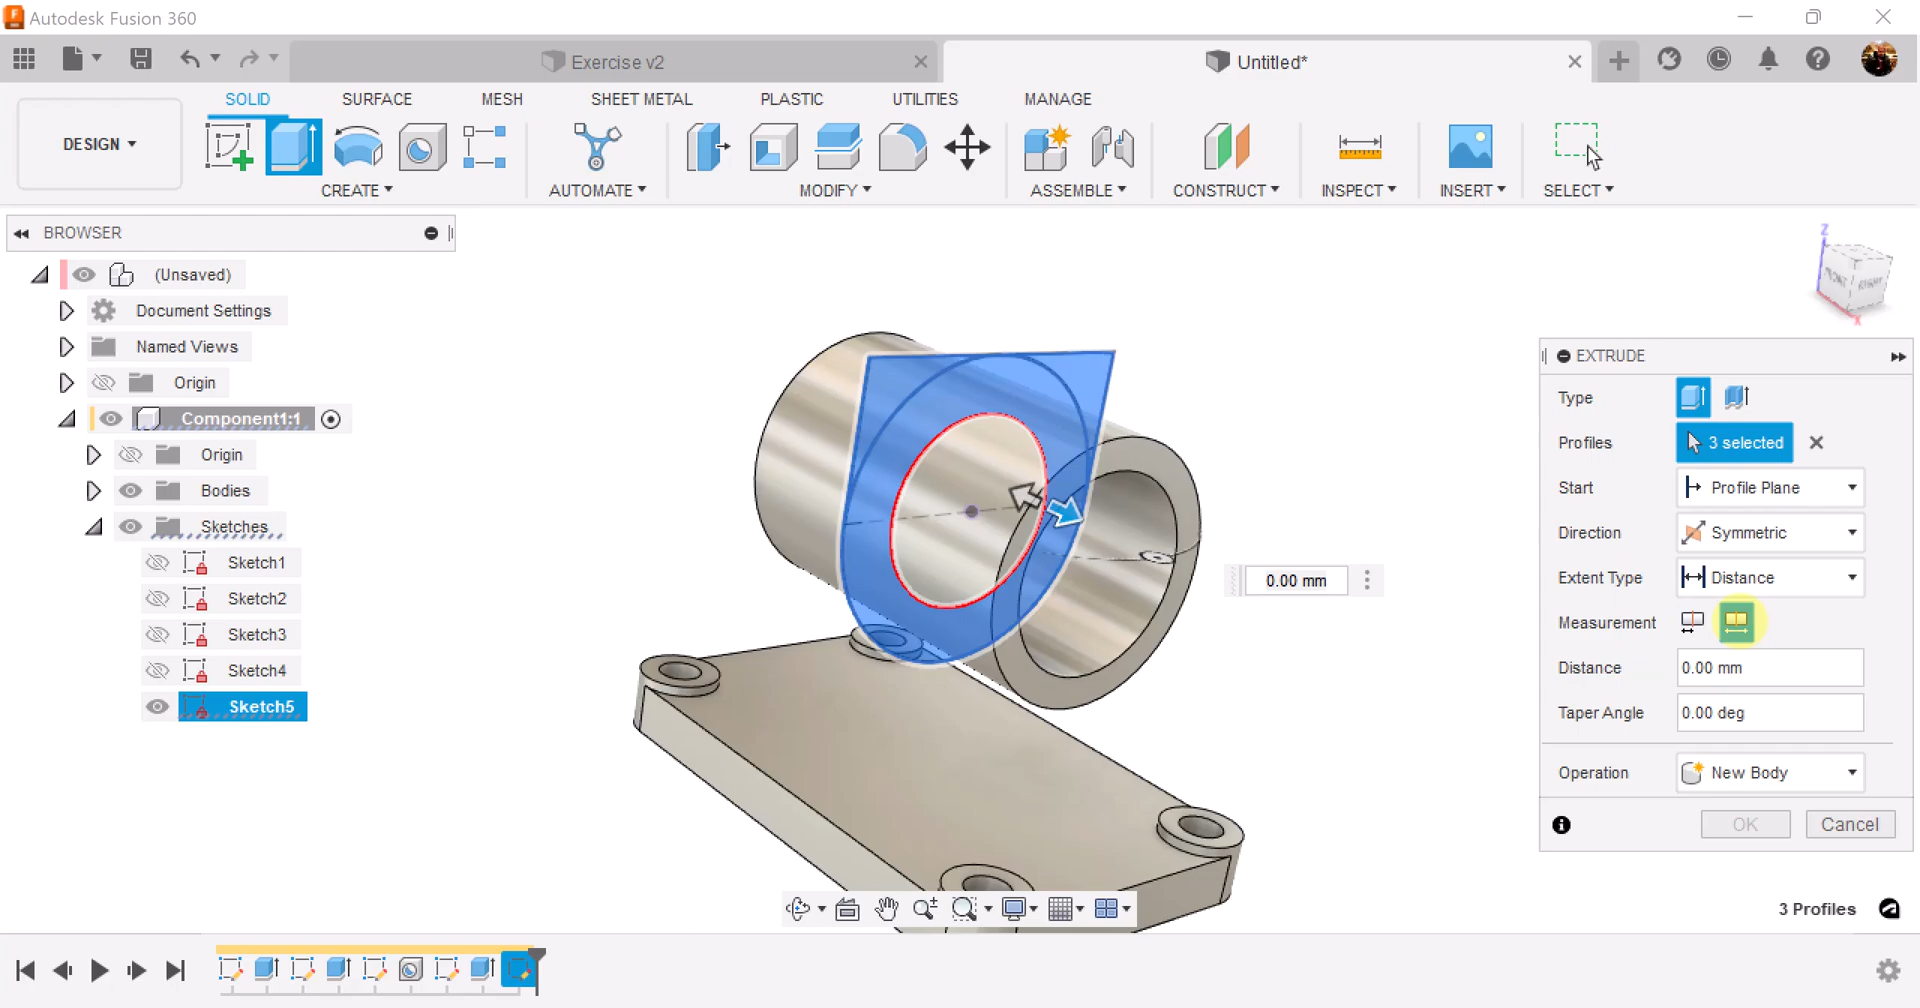 Autodesk Fusion 360
Exercise v2
Untitled*
SOLID
SURFACE
MESH
SHEET METAL
PLASTIC
UTILITIES
MANAGE
DESIGN
CREATE
AUTOMATE
MODIFY
ASSEMBLE
CONSTRUCT
INSPECT
INSERT
SELECT
BROWSER
(Unsaved)
Document Settings
Named Views
Origin
Component1:1
Origin
Bodies
Sketches
Sketch1
Sketch2
Sketch3
Sketch4
Sketch5
Z
FRONT
RIGHT
X
0.00 mm
EXTRUDE
Type
Profiles
3 selected
Start
Profile Plane
Direction
Symmetric
Extent Type
Distance
Measurement
Distance
0.00 mm
Taper Angle
0.00 deg
Operation
New Body
OK
Cancel
3 Profiles